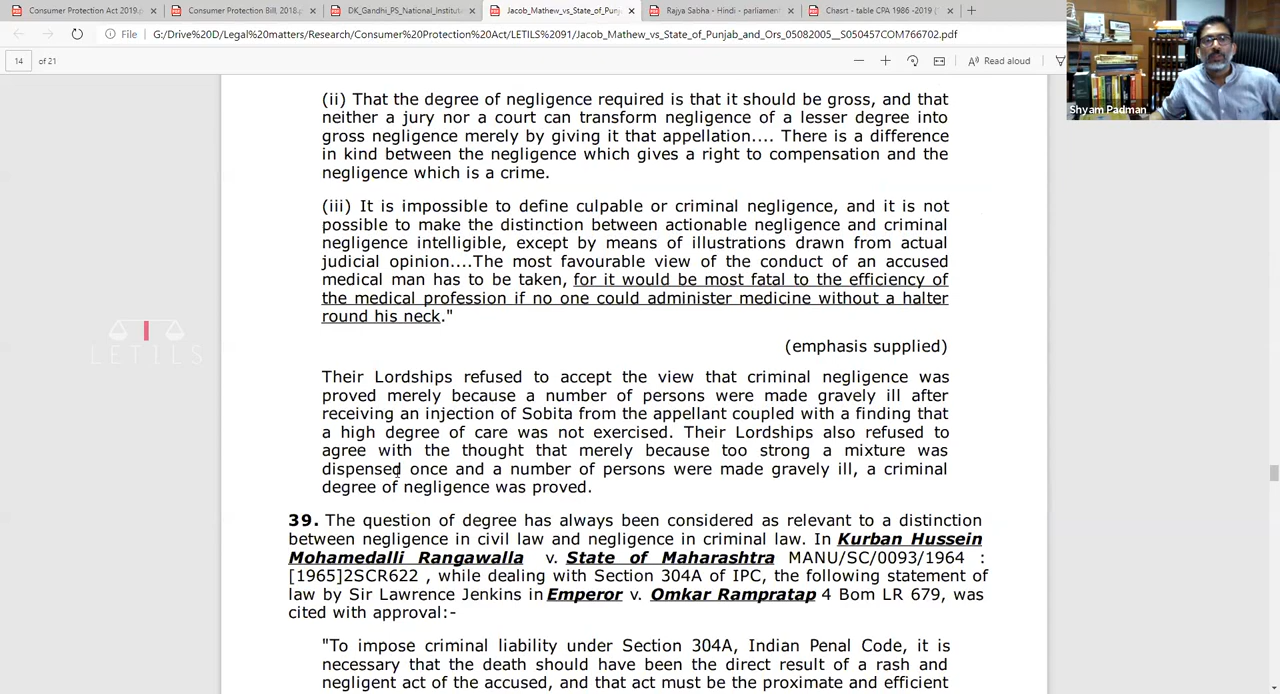 Consumer Protection Act 2019.p
Consumer Protection Bill, 2018.pdf
DK_Gandhi_PS_National_Institut
Jacob_Mathew_vs_State_of_Punj
Rajya Sabha - Hindi - parliamen
Chasrt - table CPA 1986 -2019 (1
File
G:/Drive%20D/Legal%20matters/Research/Consumer%20Protection%20Act/LETILS%2091/Jacob_Mathew_vs_State_of_Punjab_and_Ors_05082005__S050457COM766702.pdf
14 of 21
Read aloud
Shyam Padman
(ii) That the degree of negligence required is that it should be gross, and that
neither a jury nor a court can transform negligence of a lesser degree into
gross negligence merely by giving it that appellation.... There is a difference
in kind between the negligence which gives a right to compensation and the
negligence which is a crime.
(iii) It is impossible to define culpable or criminal negligence, and it is not
possible to make the distinction between actionable negligence and criminal
negligence intelligible, except by means of illustrations drawn from actual
judicial opinion....The most favourable view of the conduct of an accused
medical man has to be taken, for it would be most fatal to the efficiency of
the medical profession if no one could administer medicine without a halter
round his neck."
LETILS
(emphasis supplied)
Their Lordships refused to accept the view that criminal negligence was
proved merely because a number of persons were made gravely ill after
receiving an injection of Sobita from the appellant coupled with a finding that
a high degree of care was not exercised. Their Lordships also refused to
agree with the thought that merely because too strong a mixture was
dispensed once and a number of persons were made gravely ill, a criminal
degree of negligence was proved.
39. The question of degree has always been considered as relevant to a distinction
between negligence in civil law and negligence in criminal law. In Kurban Hussein
Mohamedalli Rangawalla v. State of Maharashtra MANU/SC/0093/1964 :
[1965]2SCR622 , while dealing with Section 304A of IPC, the following statement of
law by Sir Lawrence Jenkins in Emperor v. Omkar Rampratap 4 Bom LR 679, was
cited with approval:-
"To impose criminal liability under Section 304A, Indian Penal Code, it is
necessary that the death should have been the direct result of a rash and
negligent act of the accused, and that act must be the proximate and efficient